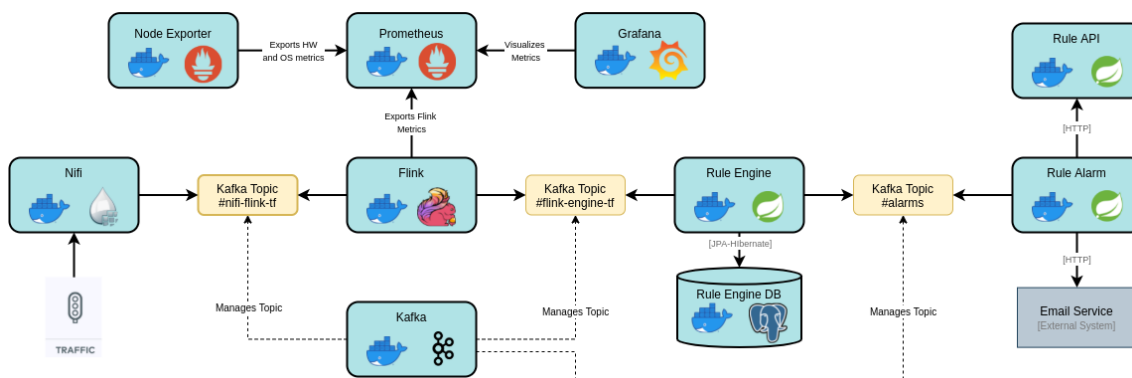 Node Exporter
Exports HW
and OS metrics
Prometheus
Visualizes
Metrics
Grafana
Rule API
Exports Flink
Metrics
[HTTP]
Nifi
Kafka Topic
#nifi-flink-tf
Flink
Kafka Topic
#flink-engine-tf
Rule Engine
Kafka Topic
#alarms
Rule Alarm
[JPA-HIbernate]
[HTTP]
Rule Engine DB
Manages Topic
Kafka
Manages Topic
Manages Topic
Email Service
[External System]
TRAFFIC